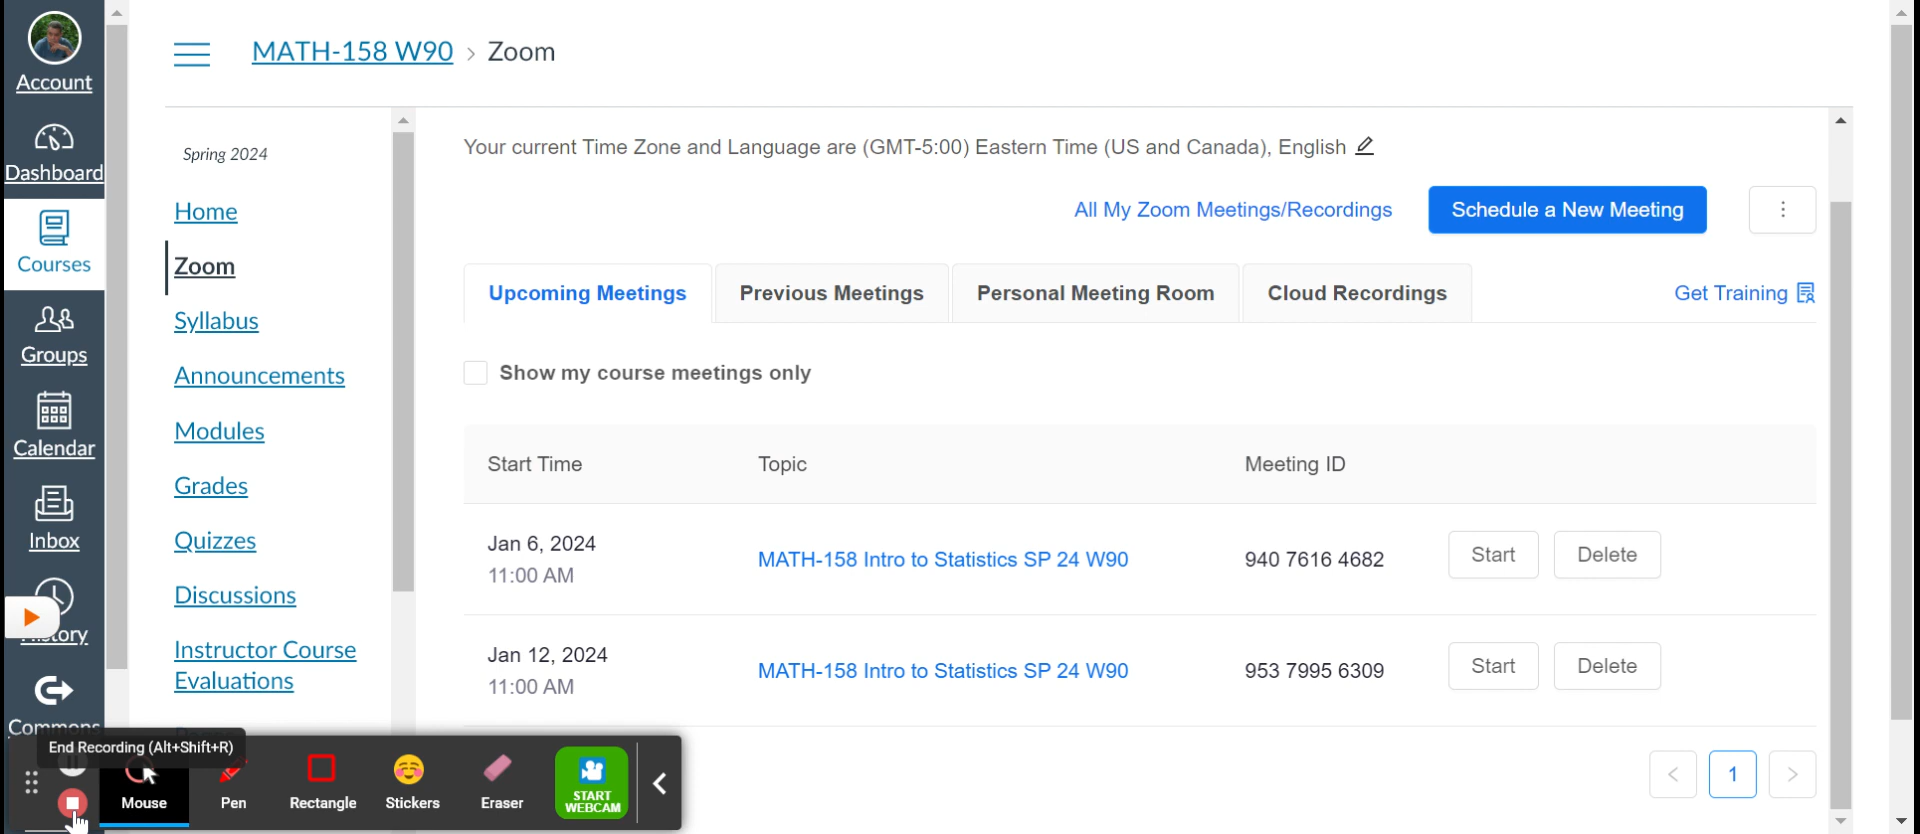 Account
Dashboard
Courses
Groups
Calendar
Inbox
Commons
MATH-158 W90 > Zoom
Spring 2024
Home
Zoom
Syllabus
Announcements
Modules
Grades
Quizzes
Discussions
Instructor Course
Evaluations
Your current Time Zone and Language are (GMT-5:00) Eastern Time (US and Canada), English
All My Zoom Meetings/Recordings
Schedule a New Meeting
Upcoming Meetings Previous Meetings Personal Meeting Room Cloud Recordings Get Training
Show my course meetings only
Start Time Topic Meeting ID
Jan 6, 2024
11:00 AM
MATH-158 Intro to Statistics SP 24 W90 940 7616 4682 Start Delete
Jan 12, 2024
11:00 AM
MATH-158 Intro to Statistics SP 24 W90 953 7995 6309 Start Delete
< 1 >
End Recording (Alt+Shift+R)
Mouse Pen Rectangle Stickers Eraser
START
WEBCAM